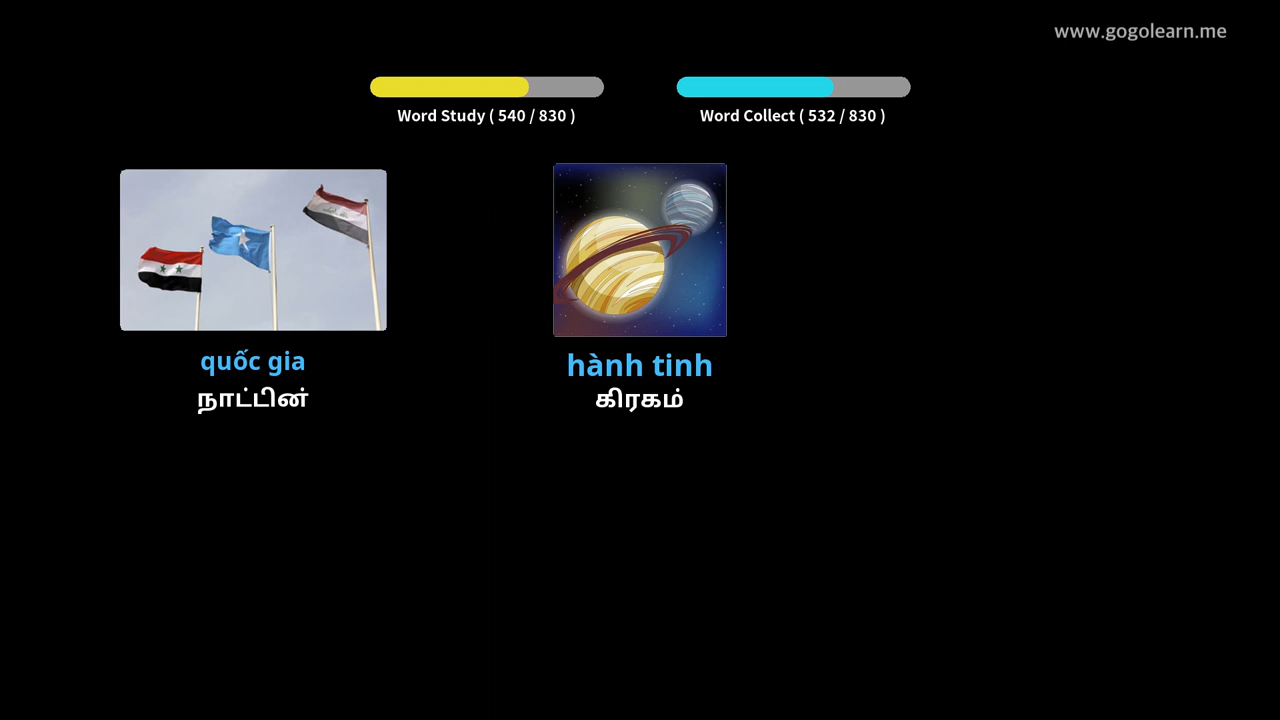 www.gogolearn.me
Word Study ( 540 / 830 )
Word Collect ( 532 / 830 )
quốc gia
நாட்டின்
hành tinh
கிரகம்